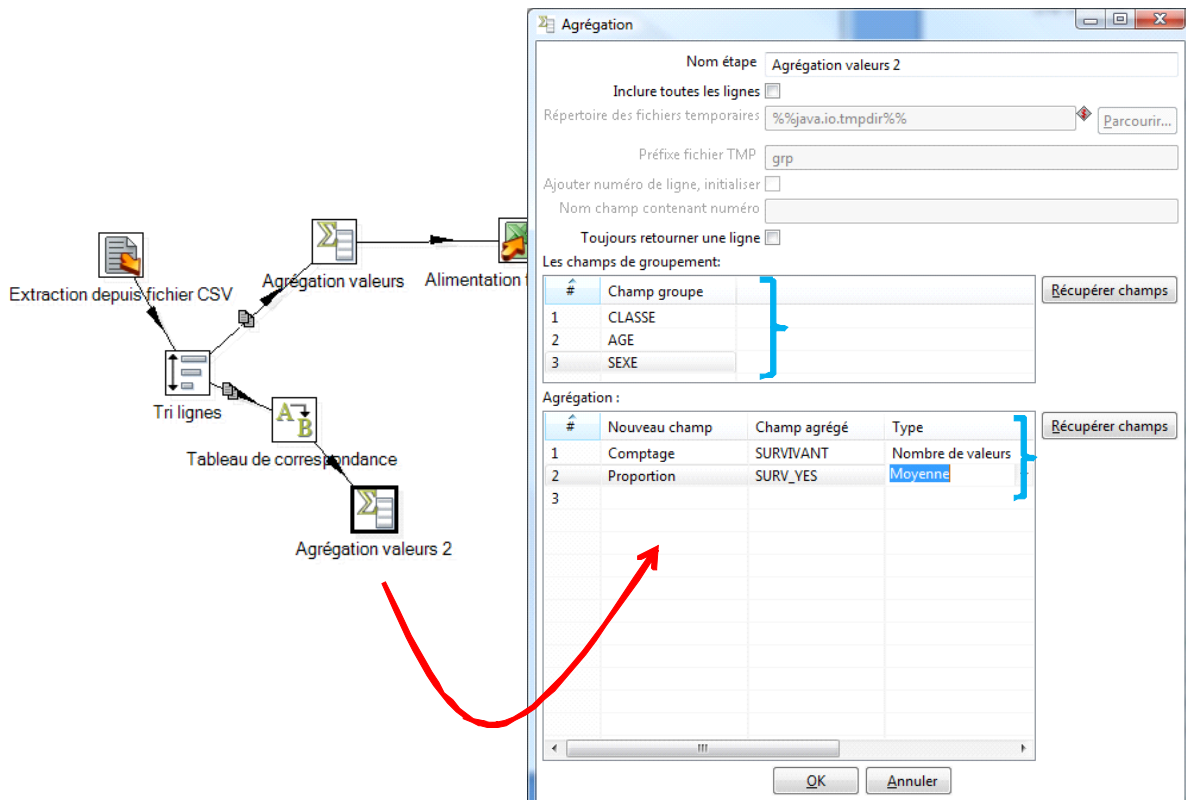 Extraction depuis fichier CSV
Agrégation valeurs
Alimentation f
Tri lignes
Tableau de correspondance
Agrégation valeurs 2
Agrégation
Nom étape Agrégation valeurs 2
Inclure toutes les lignes
Répertoire des fichiers temporaires %%java.io.tmpdir%% Parcourir...
Préfixe fichier TMP grp
Ajouter numéro de ligne, initialiser
Nom champ contenant numéro
Toujours retourner une ligne
Les champs de groupement:
# Champ groupe Récupérer champs
1 CLASSE
2 AGE
3 SEXE
Agrégation :
# Nouveau champ Champ agrégé Type Récupérer champs
1 Comptage SURVIVANT Nombre de valeurs
2 Proportion SURV_YES Moyenne
3
OK Annuler